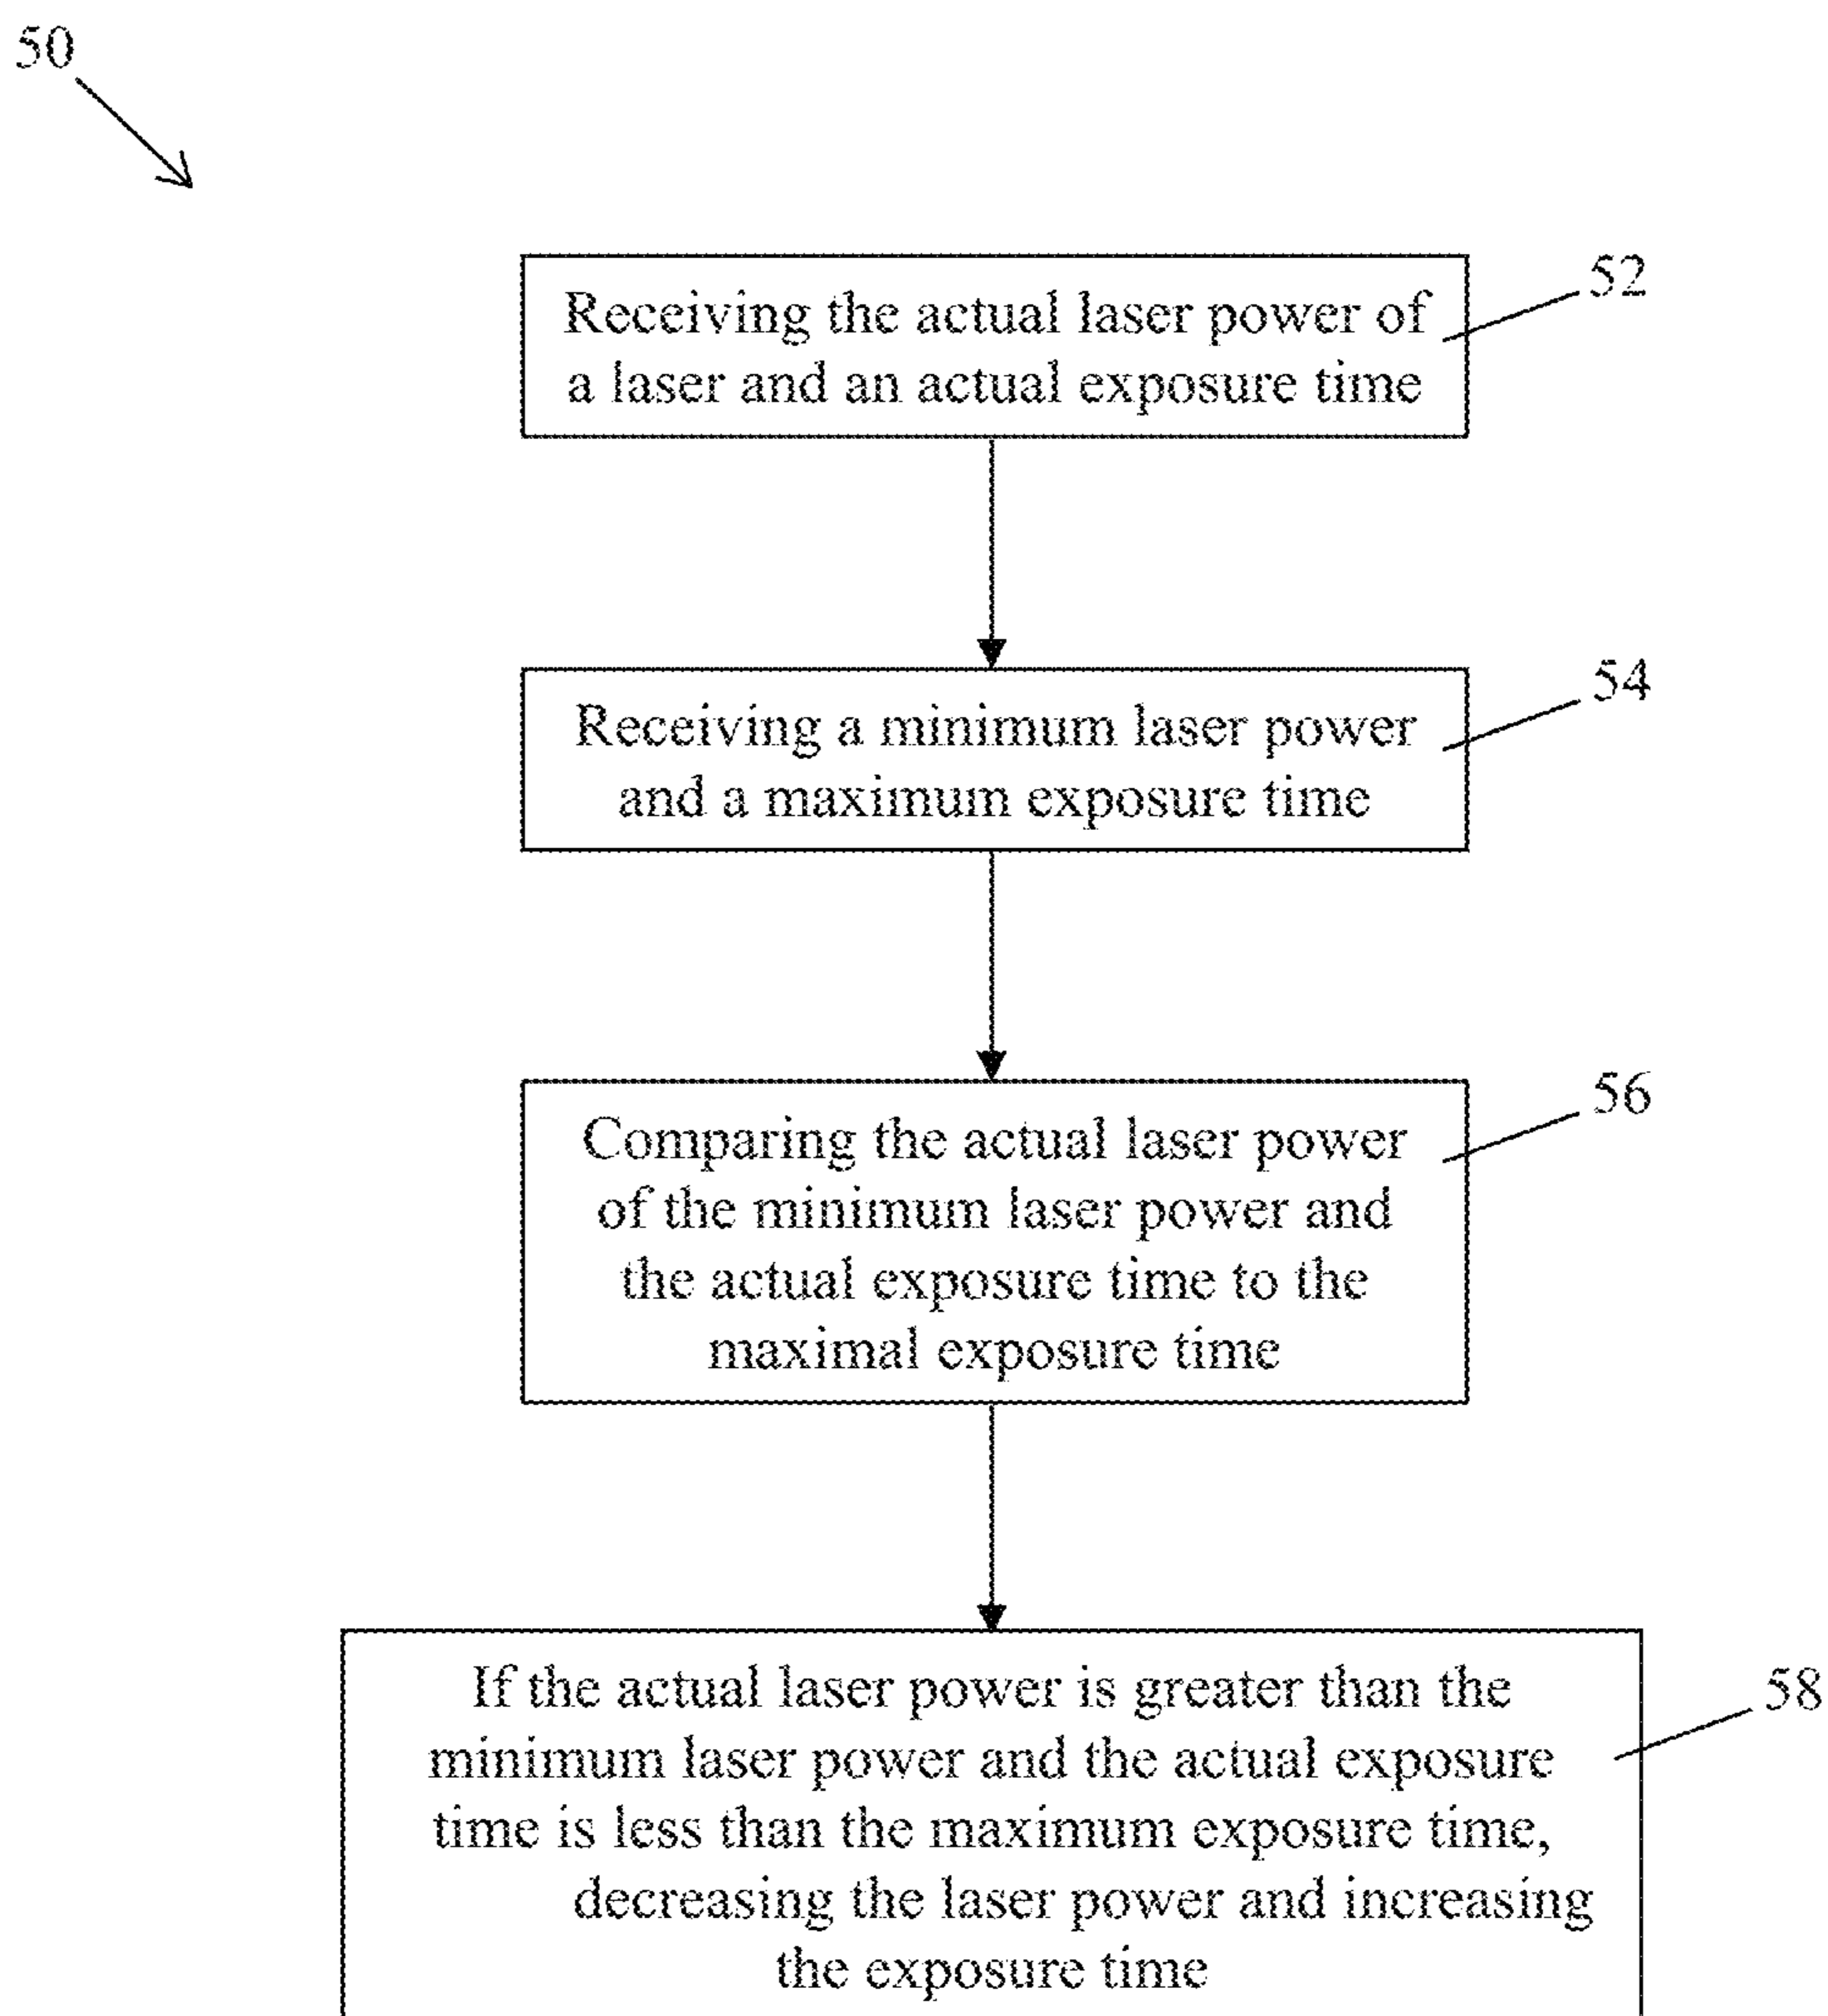 50
Receiving the actual laser power of
a laser and an actual exposure time
52
Receiving a minimum laser power
and a maximum exposure time
54
Comparing the actual laser power
of the minimum laser power and
the actual exposure time to the
maximal exposure time
56
If the actual laser power is greater than the
minimum laser power and the actual exposure
time is less than the maximum exposure time,
decreasing the laser power and increasing
the exposure time
58